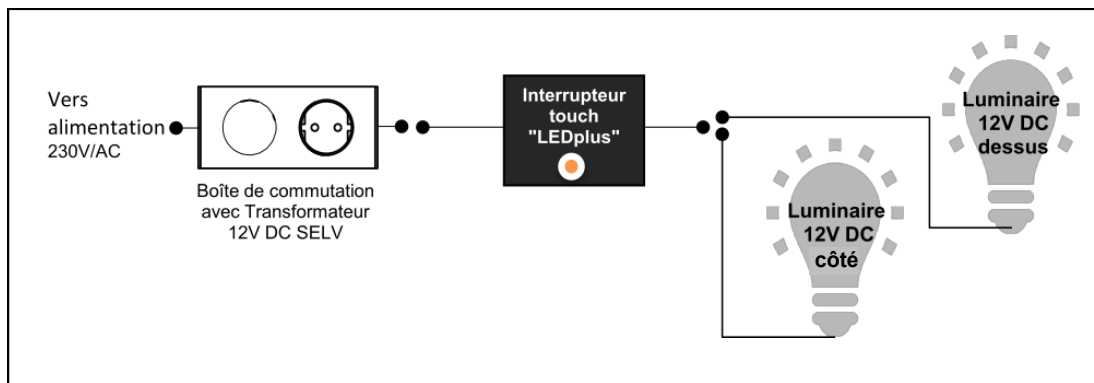 Vers
alimentation
230V/AC
Boîte de commutation
avec Transformateur
12V DC SELV
Interrupteur
touch
"LEDplus"
Luminaire
12V DC
côté
Luminaire
12V DC
dessus